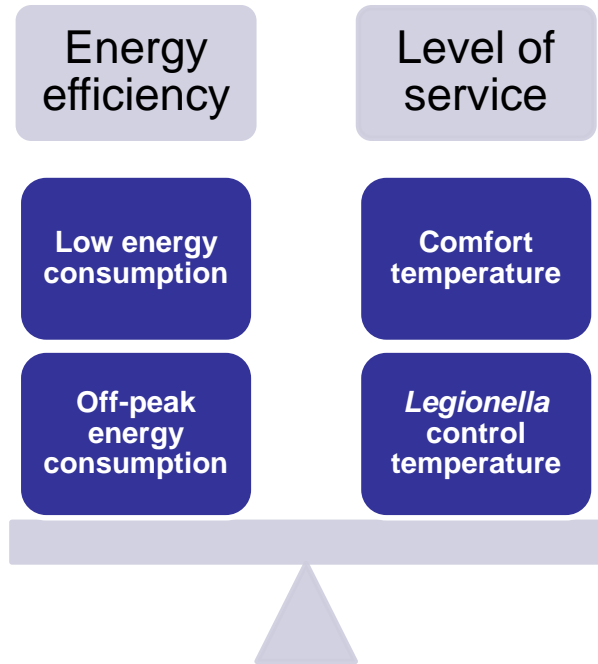 Energy
efficiency
Level of
service
Low energy
consumption
Comfort
temperature
Off-peak
energy
consumption
Legionella
control
temperature